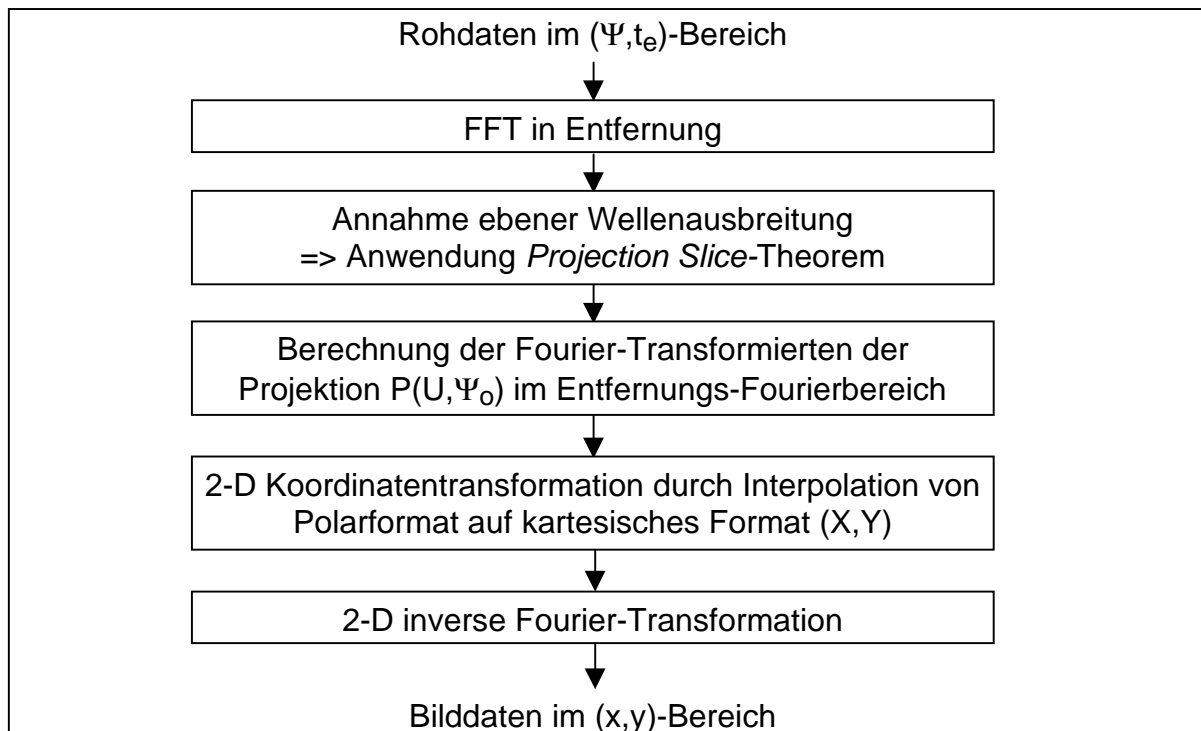 Rohdaten im (Ψ,te)-Bereich
FFT in Entfernung
Annahme ebener Wellenausbreitung
=> Anwendung Projection Slice-Theorem
Berechnung der Fourier-Transformierten der
Projektion P(U,Ψo) im Entfernungs-Fourierbereich
2-D Koordinatentransformation durch Interpolation von
Polarformat auf kartesisches Format (X,Y)
2-D inverse Fourier-Transformation
Bilddaten im (x,y)-Bereich